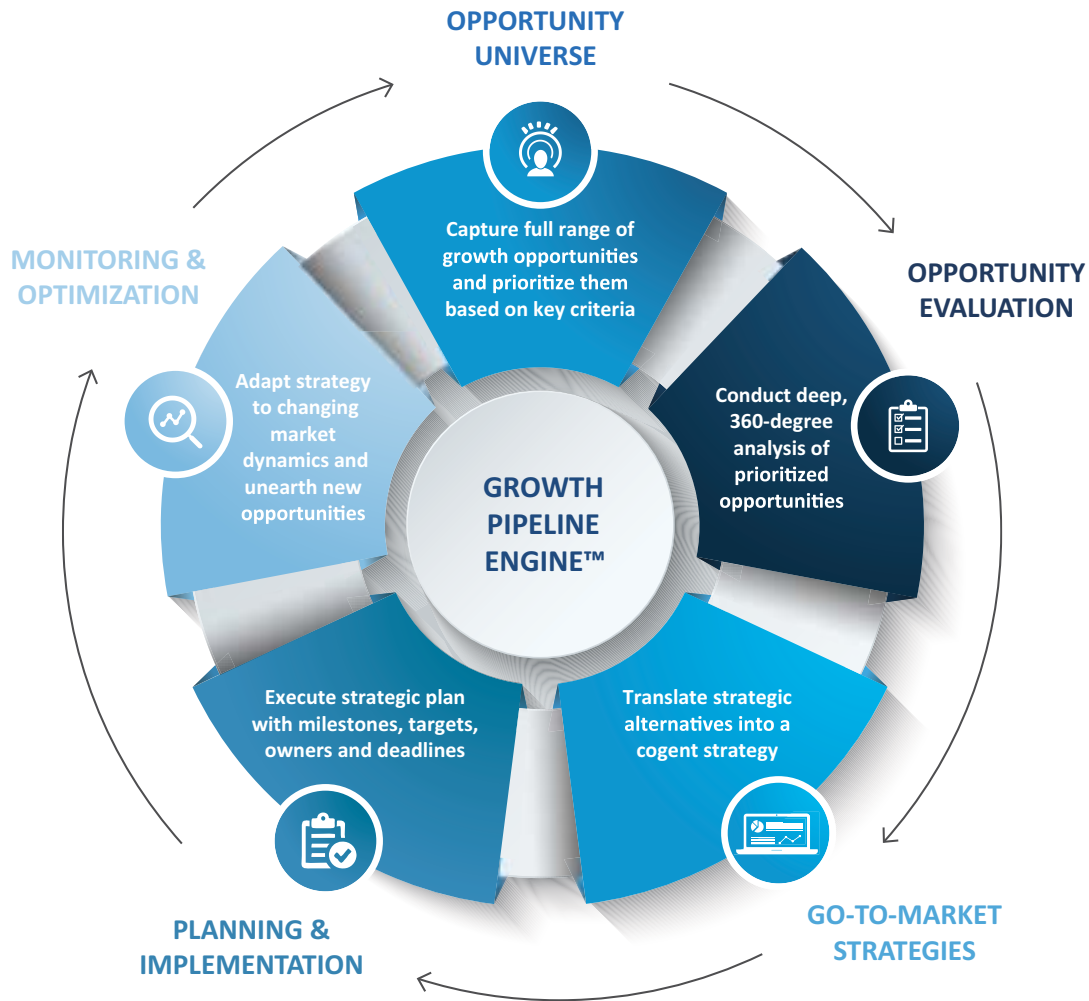 OPPORTUNITY
UNIVERSE
Capture full range of
growth opportunities
and prioritize them
based on key criteria
OPPORTUNITY
EVALUATION
Conduct deep,
360-degree
analysis of
prioritized
opportunities
GO-TO-MARKET
STRATEGIES
Translate strategic
alternatives into a
cogent strategy
PLANNING &
IMPLEMENTATION
Execute strategic plan
with milestones, targets,
owners and deadlines
MONITORING &
OPTIMIZATION
Adapt strategy
to changing
market
dynamics and
unearth new
opportunities
GROWTH
PIPELINE
ENGINE™